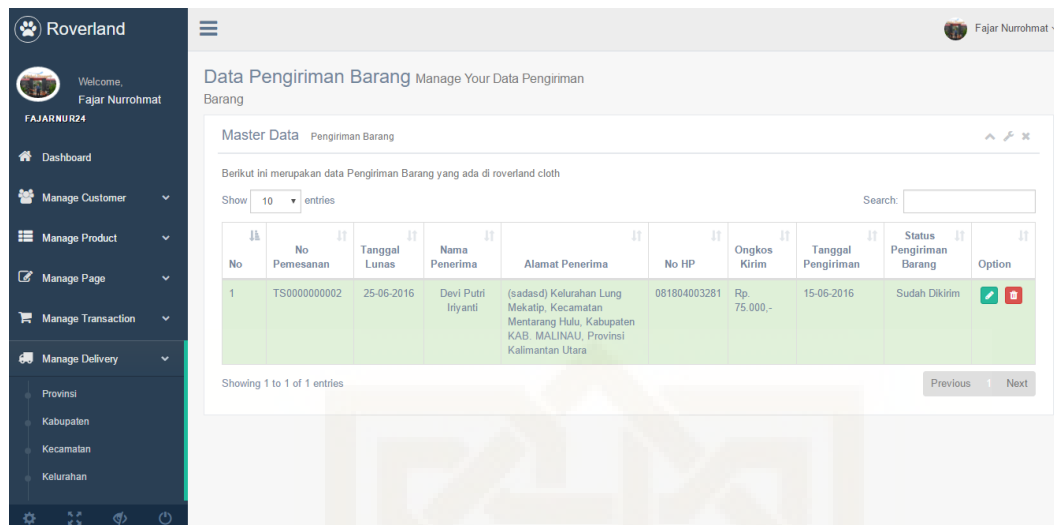 Roverland
Fajar Nurrohmat
Welcome,
Fajar Nurrohmat
FAJARNUR24
Dashboard
Manage Customer
Manage Product
Manage Page
Manage Transaction
Manage Delivery
Provinsi
Kabupaten
Kecamatan
Kelurahan
Data Pengiriman Barang Manage Your Data Pengiriman
Barang
Master Data Pengiriman Barang
Berikut ini merupakan data Pengiriman Barang yang ada di roverland cloth
Show 10 entries
Search:
No
No
Pemesanan
Tanggal
Lunas
Nama
Penerima
Alamat Penerima
No HP
Ongkos
Kirim
Tanggal
Pengiriman
Status
Pengiriman
Barang
Option
1
TS0000000002
25-06-2016
Devi Putri
Iriyanti
(sadasd) Kelurahan Lung
Mekatip, Kecamatan
Mentarang Hulu, Kabupaten
KAB. MALINAU, Provinsi
Kalimantan Utara
081804003281
Rp.
75.000,-
15-06-2016
Sudah Dikirim
Showing 1 to 1 of 1 entries
Previous 1 Next